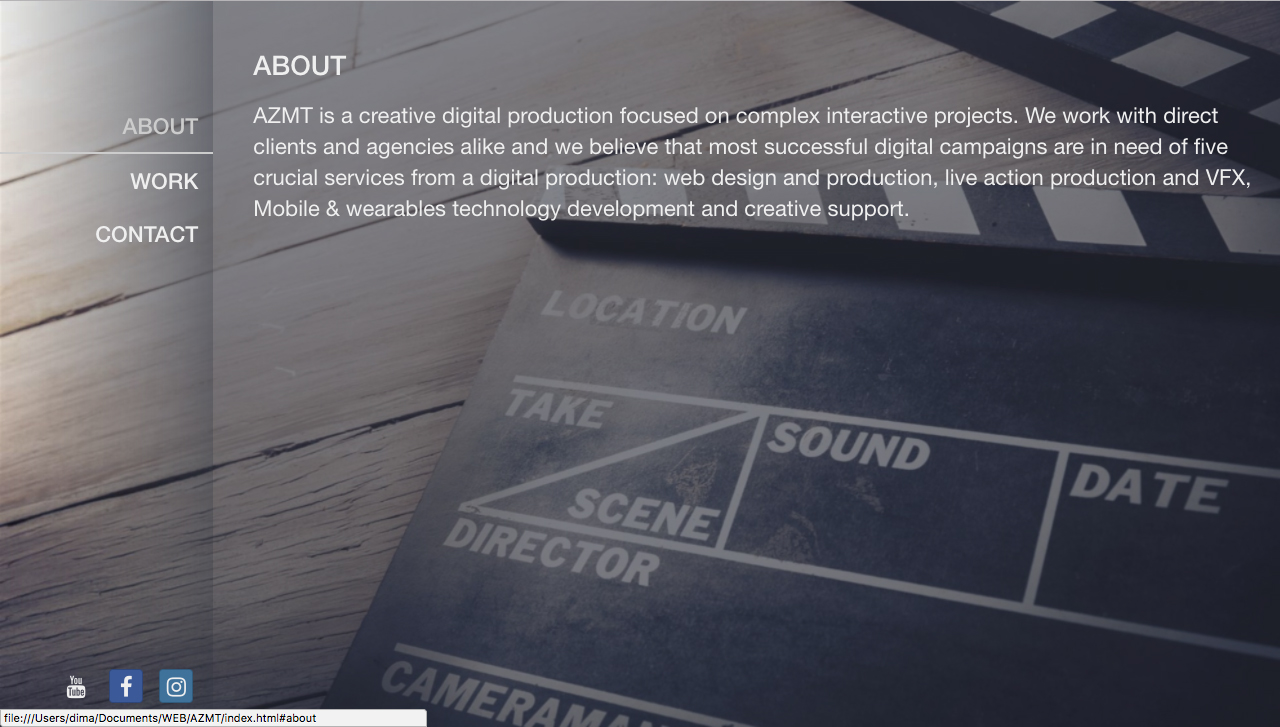 ABOUT
WORK
CONTACT
ABOUT
AZMT is a creative digital production focused on complex interactive projects. We work with direct
clients and agencies alike and we believe that most successful digital campaigns are in need of five
crucial services from a digital production: web design and production, live action production and VFX,
Mobile & wearables technology development and creative support.
LOCATION
TAKE
SOUND
DATE
SCENE
DIRECTOR
CAMERAMAN
You
Tube
f
file:///Users/dima/Documents/WEB/AZMT/index.html#about